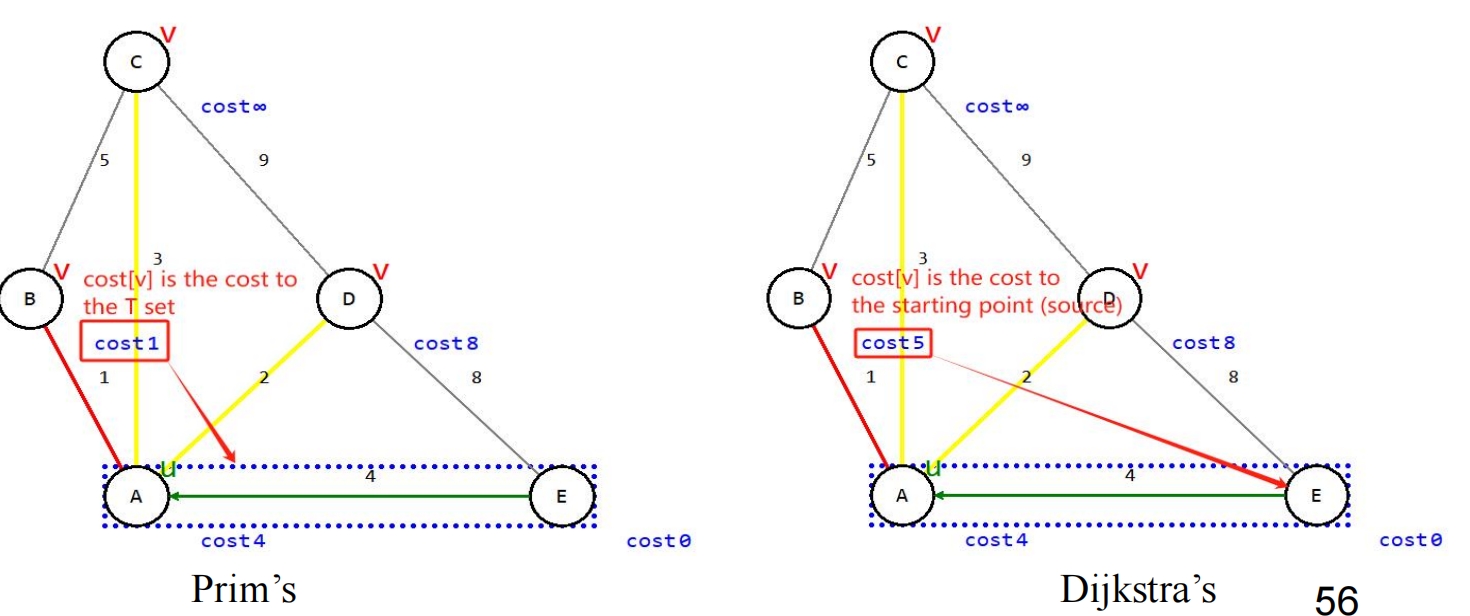 V
C
cost∞
5
9
3
V
cost[v] is the cost to
the T set
V
B
D
cost1
cost8
1
2
8
u
4
A
E
cost4
cost0
Prim's
V
C
cost∞
5
9
3
V
cost[v] is the cost to
the starting point (source)
V
B
D
cost5
cost8
1
2
8
u
4
A
E
cost4
cost0
Dijkstra's
56